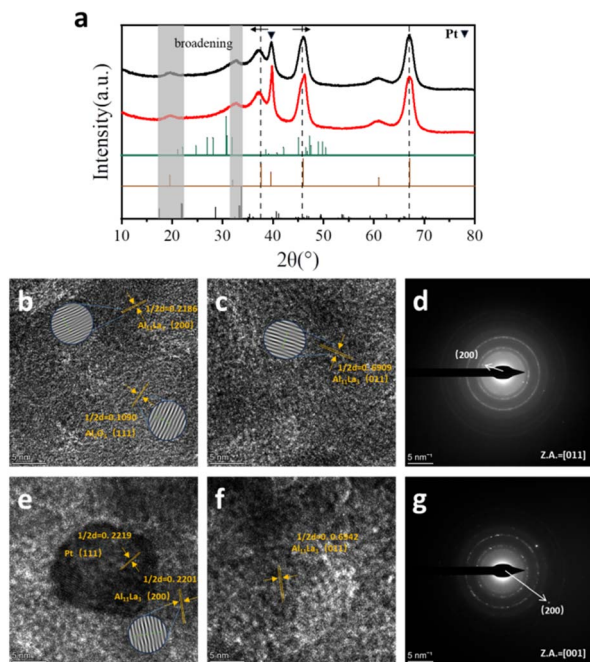 a
broadening
Pt ▼
Intensity(a.u.)
10 20 30 40 50 60 70 80
2θ(°)
b
1/2d=0.2186
Al₁₁La₃ (200)
1/2d=0.1090
(111)
5 nm
c
1/2d=0.6909
Al₁₁La₃ (011)
5 nm
d
(200)
5 nm⁻¹
Z.A.=[011]
e
1/2d=0. 2219
Pt (111)
1/2d=0. 2201
Al₁₁La₃ (200)
5 nm
f
1/2d=0. 0.6942
Al₁₁La₃ (011)
5 nm
g
(200)
5 nm⁻¹
Z.A.=[001]